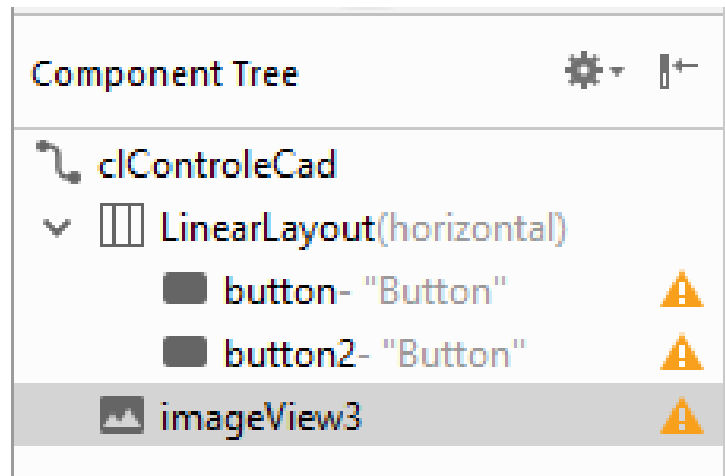 Component Tree
clControleCad
LinearLayout(horizontal)
button- "Button"
button2- "Button"
imageView3